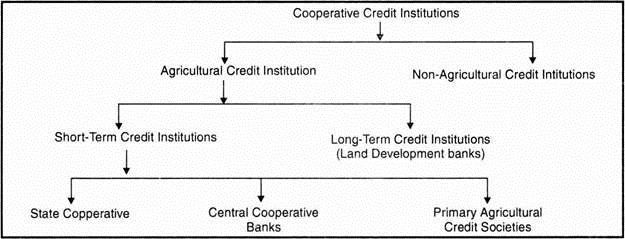 Cooperative Credit Institutions
Agricultural Credit Institution
Non-Agricultural Credit Intitutions
Short-Term Credit Institutions
Long-Term Credit Institutions
(Land Development banks)
State Copperative
Central Cooperative
Banks
Primary Agricultural
Credit Societies